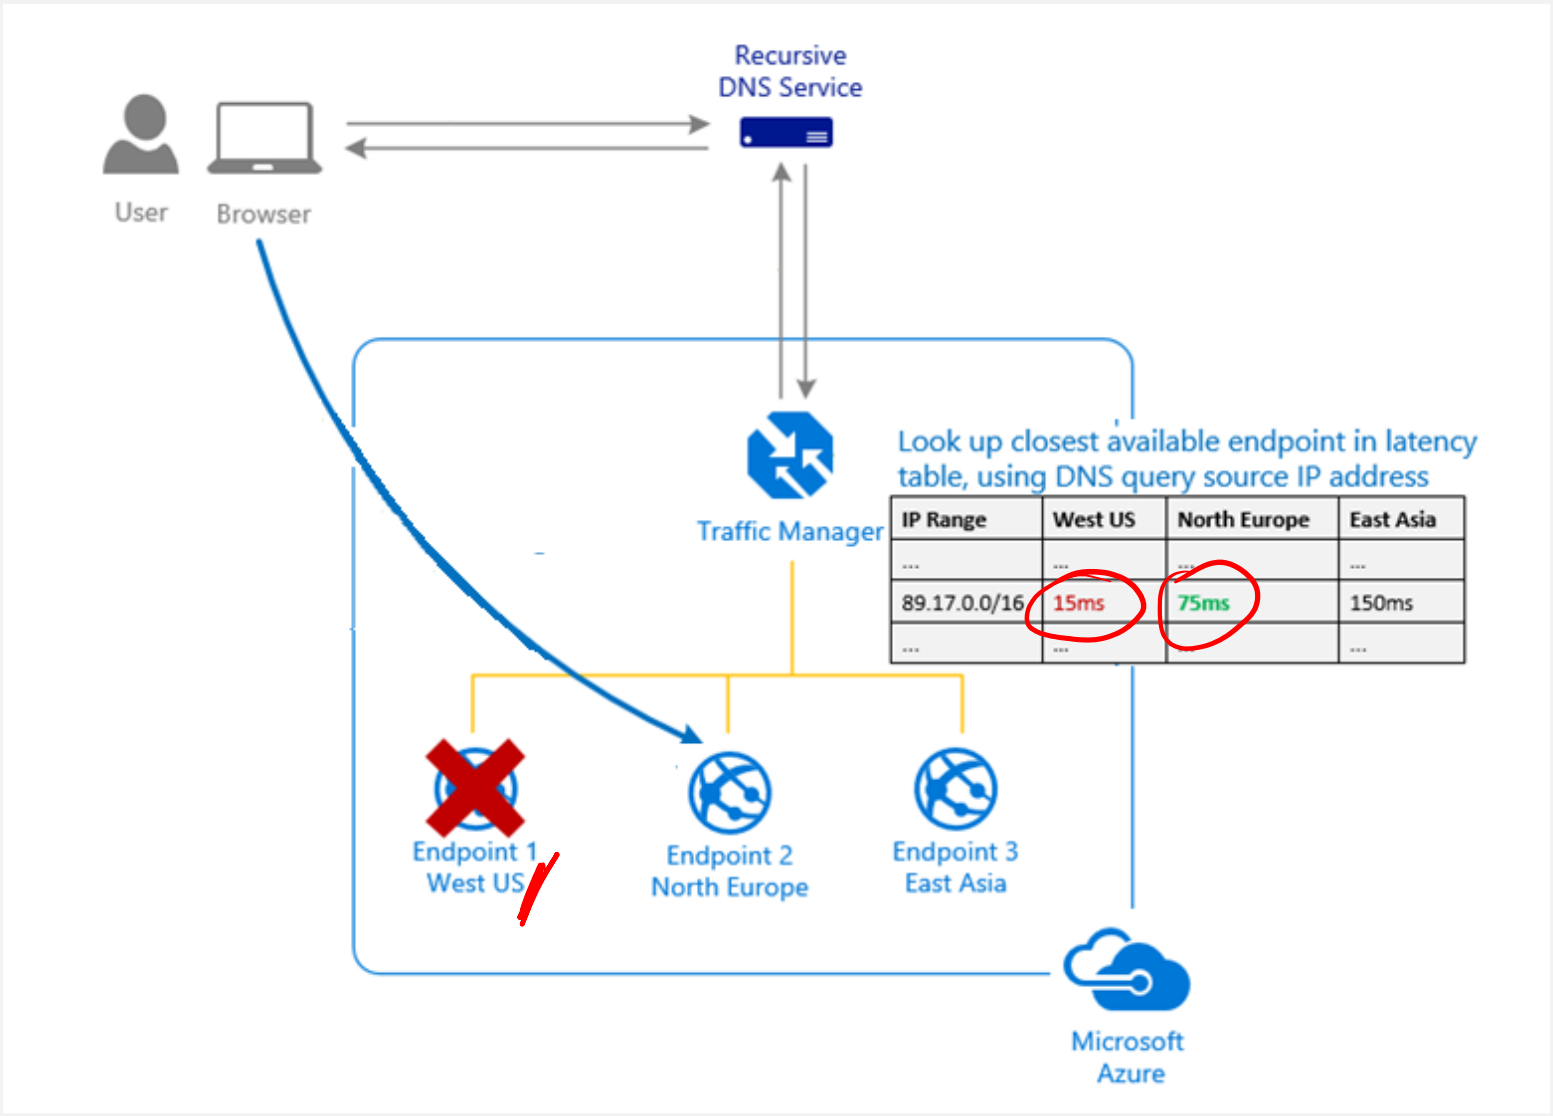 Recursive
DNS Service
User
Browser
Look up closest available endpoint in latency
table, using DNS query source IP address
Traffic Manager
IP Range West US North Europe East Asia
... ... ... ...
89.17.0.0/16 15ms 75ms 150ms
... ... ... ...
Endpoint 1
West US
Endpoint 2
North Europe
Endpoint 3
East Asia
Microsoft
Azure